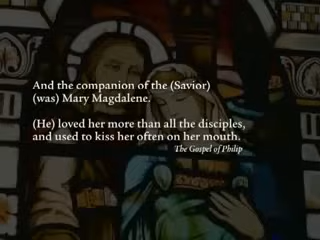 And the companion of the (Savior)
(was) Mary Magdalene.
(He) loved her more than all the disciples,
and used to kiss her often on her mouth.
The Gospel of Philip